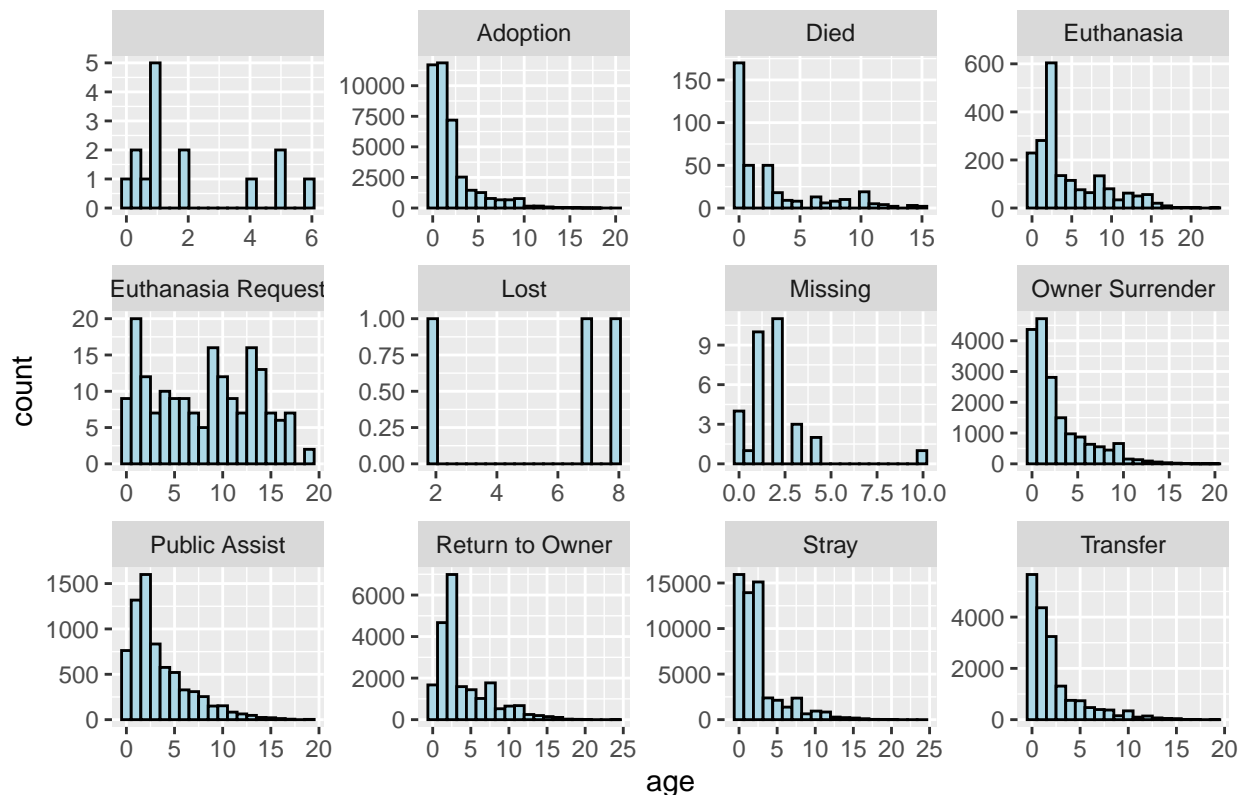 Adoption
Died
Euthanasia
5
4
3
2
1
0
0 2 4 6
10000
7500
5000
2500
0
0 5 10 15 20
150
100
50
0
0 5 10 15
600
400
200
0
0 5 10 15 20
Euthanasia Request
Lost
Missing
Owner Surrender
20
15
10
5
0
0 5 10 15 20
1.00
0.75
0.50
0.25
0.00
2 4 6 8
9
6
3
0
0.0 2.5 5.0 7.5 10.0
4000
3000
2000
1000
0
0 5 10 15 20
Public Assist
Return to Owner
Stray
Transfer
1500
1000
500
0
0 5 10 15 20
6000
4000
2000
0
0 5 10 15 20 25
15000
10000
5000
0
0 5 10 15 20 25
4000
2000
0
0 5 10 15 20
count
age